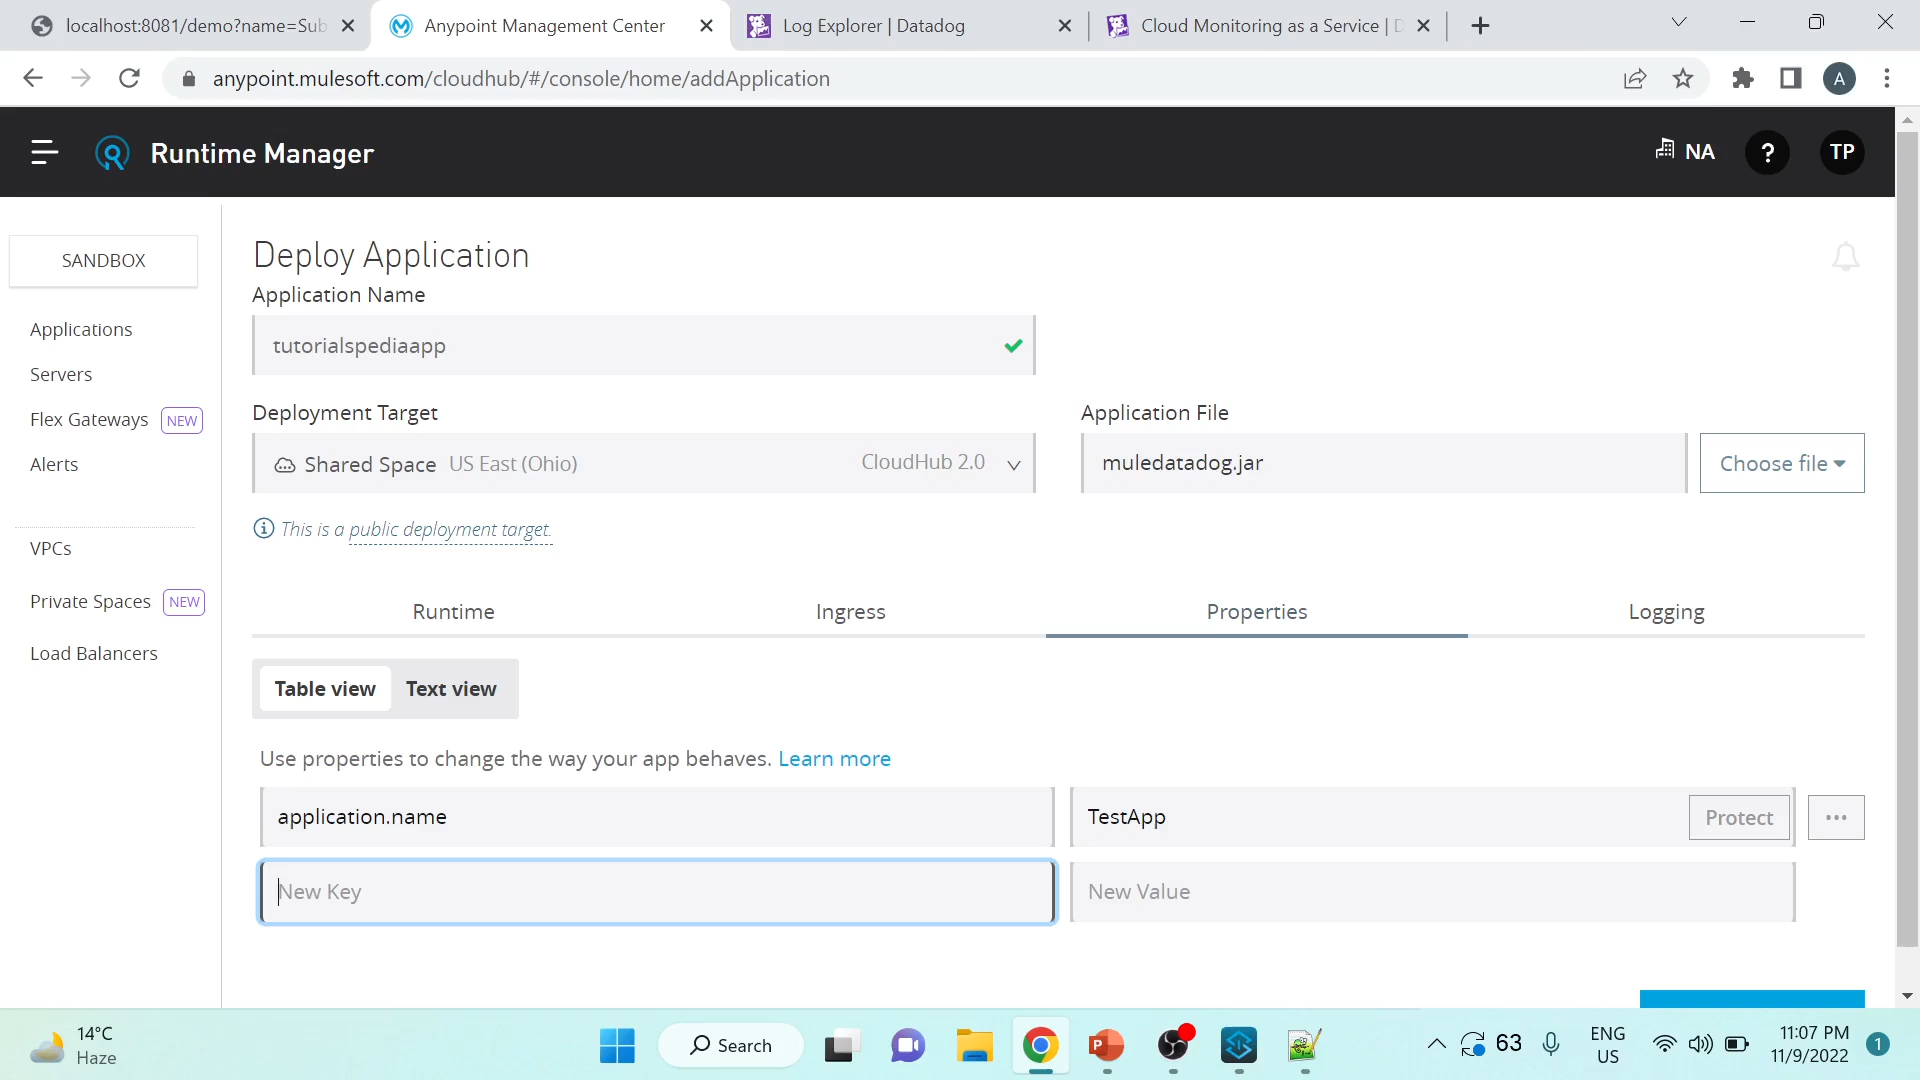 localhost:8081/demo?name=Sub
Anypoint Management Center
Log Explorer | Datadog
Cloud Monitoring as a Service | D
anypoint.mulesoft.com/cloudhub/#/console/home/addApplication
A
Runtime Manager
NA
?
TP
SANDBOX
Applications
Servers
Flex Gateways NEW
Alerts
VPCs
Private Spaces NEW
Load Balancers
Deploy Application
Application Name
tutorialspediaapp
Deployment Target
Application File
Shared Space US East (Ohio) CloudHub 2.0
muledatadog.jar
Choose file
This is a public deployment target.
Runtime
Ingress
Properties
Logging
Table view
Text view
Use properties to change the way your app behaves. Learn more
application.name
TestApp
Protect
...
New Key
New Value
14°C
Haze
Search
63
ENG
US
11:07 PM
11/9/2022
1